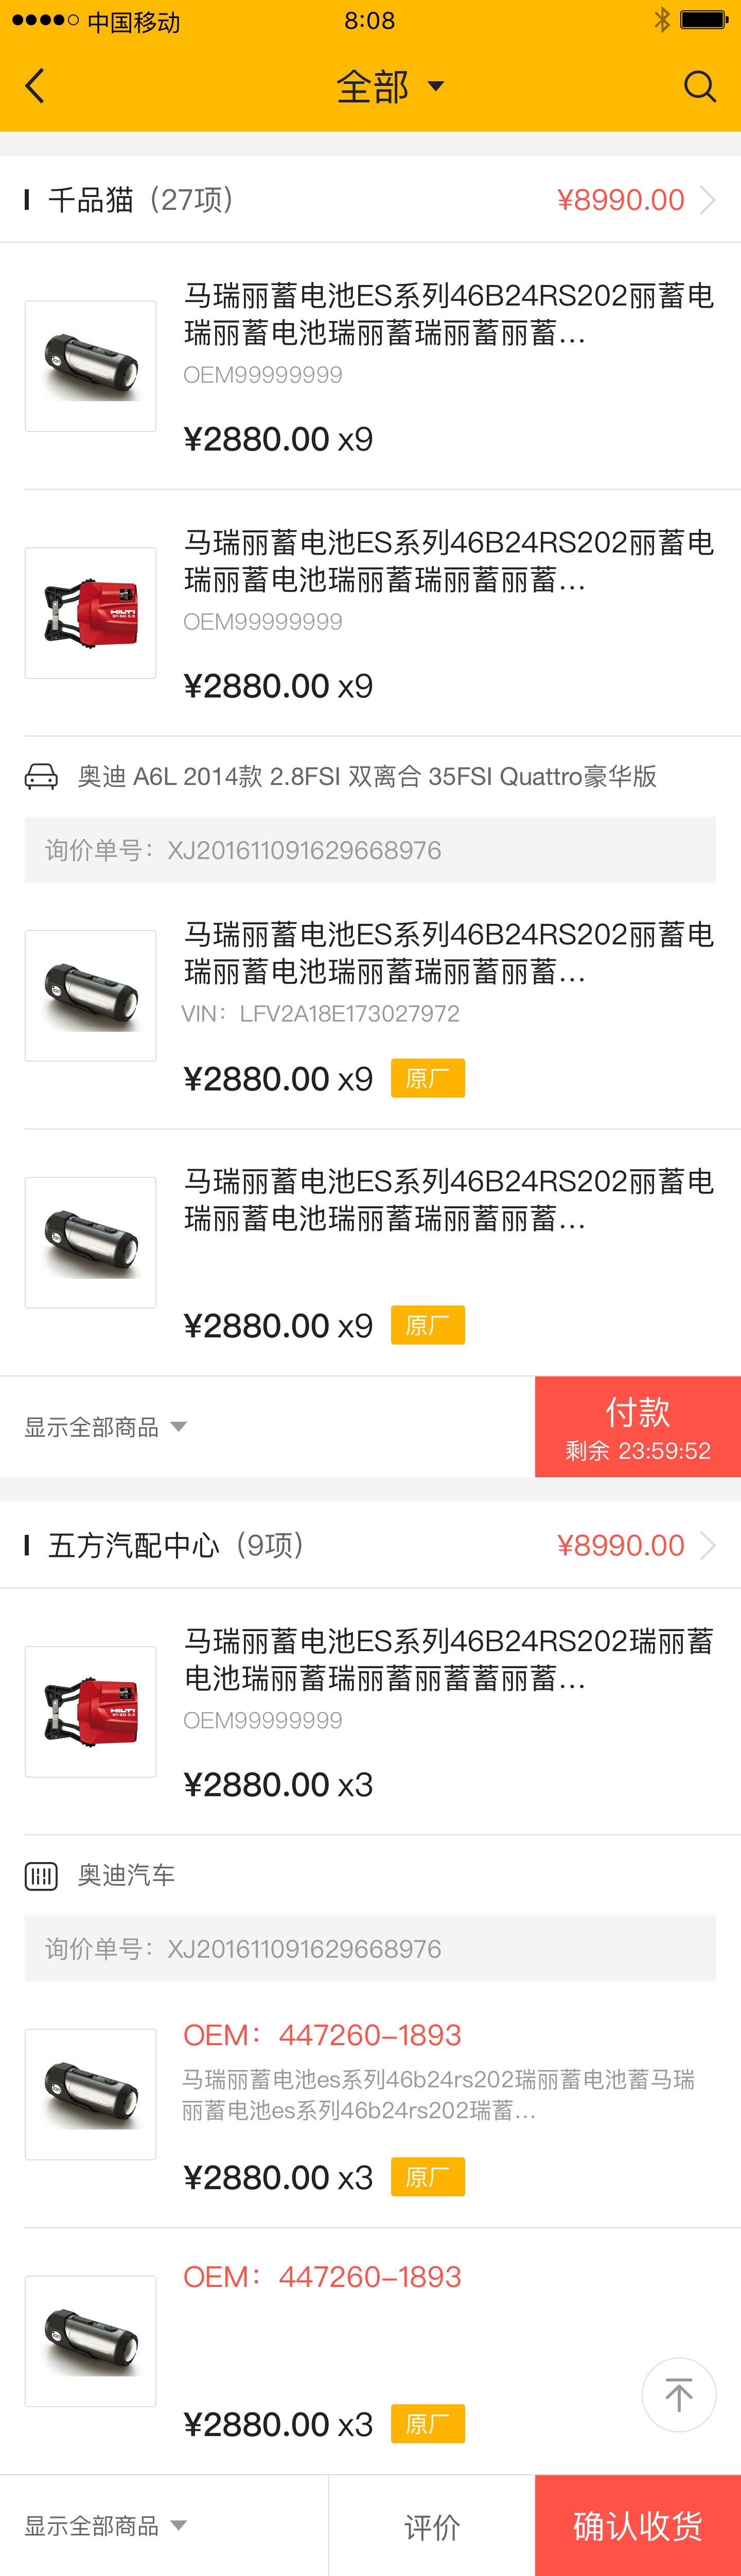 中国移动
8:08
全部
千品猫（27项）
¥8990.00
马瑞丽蓄电池ES系列46B24RS202丽蓄电
瑞丽蓄电池瑞丽蓄瑞丽蓄丽蓄...
OEM99999999
¥2880.00 x9
马瑞丽蓄电池ES系列46B24RS202丽蓄电
瑞丽蓄电池瑞丽蓄瑞丽蓄丽蓄...
OEM99999999
HILTI
¥2880.00 x9
奥迪 A6L 2014款 2.8FSI 双离合 35FSI Quattro豪华版
询价单号：XJ201611091629668976
马瑞丽蓄电池ES系列46B24RS202丽蓄电
瑞丽蓄电池瑞丽蓄瑞丽蓄丽蓄...
VIN：LFV2A18E173027972
¥2880.00 x9 原厂
马瑞丽蓄电池ES系列46B24RS202丽蓄电
瑞丽蓄电池瑞丽蓄瑞丽蓄丽蓄...
¥2880.00 x9 原厂
显示全部商品
付款
剩余 23:59:52
五方汽配中心（9项）
¥8990.00
马瑞丽蓄电池ES系列46B24RS202瑞丽蓄
电池瑞丽蓄瑞丽蓄丽蓄蓄丽蓄...
OEM99999999
HILTI
¥2880.00 x3
奥迪汽车
询价单号：XJ201611091629668976
OEM：447260-1893
马瑞丽蓄电池es系列46b24rs202瑞丽蓄电池蓄马瑞
丽蓄电池es系列46b24rs202瑞蓄...
¥2880.00 x3 原厂
OEM：447260-1893
¥2880.00 x3 原厂
显示全部商品
评价
确认收货